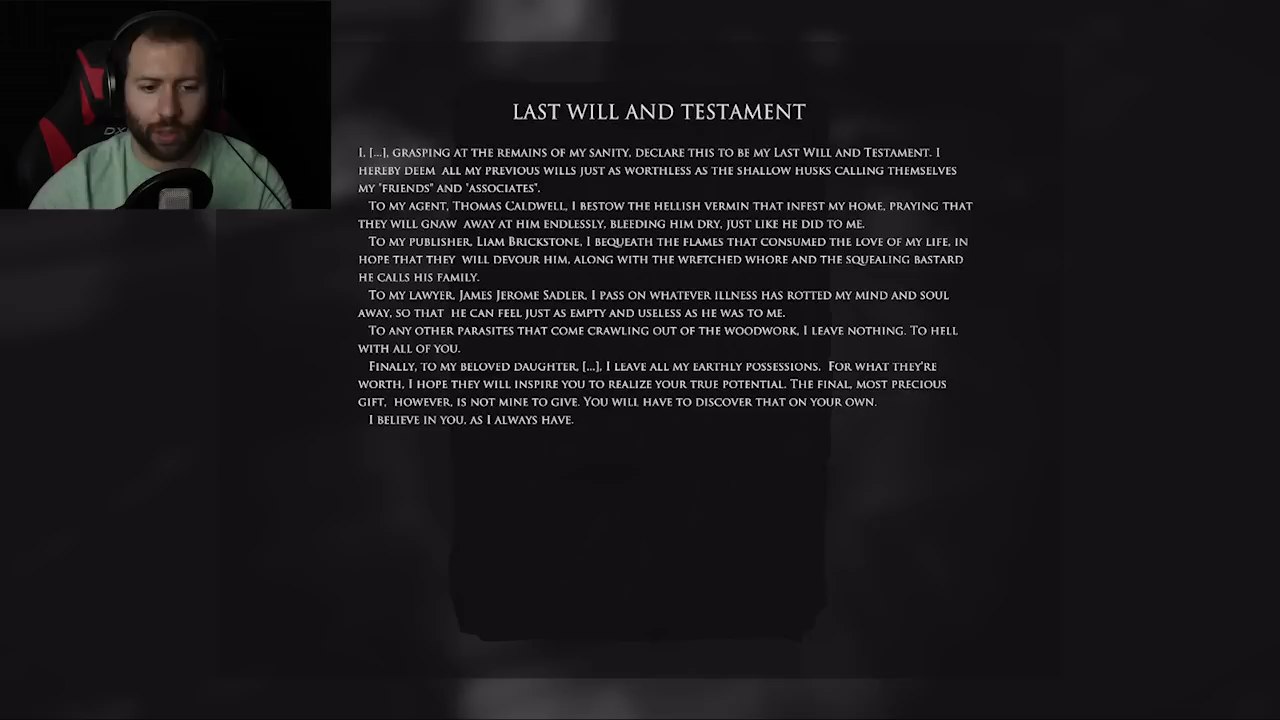 DX
LAST WILL AND TESTAMENT
I, [...], GRASPING AT THE REMAINS OF MY SANITY, DECLARE THIS TO BE MY LAST WILL AND TESTAMENT. I
HEREBY DEEM ALL MY PREVIOUS WILLS JUST AS WORTHLESS AS THE SHALLOW HUSKS CALLING THEMSELVES
MY "FRIENDS" AND "ASSOCIATES".
TO MY AGENT, THOMAS CALDWELL, I BESTOW THE HELLISH VERMIN THAT INFEST MY HOME, PRAYING THAT
THEY WILL GNAW AWAY AT HIM ENDLESSLY, BLEEDING HIM DRY, JUST LIKE HE DID TO ME.
TO MY PUBLISHER, LIAM BRICKSTONE, I BEQUEATH THE FLAMES THAT CONSUMED THE LOVE OF MY LIFE, IN
HOPE THAT THEY WILL DEVOUR HIM, ALONG WITH THE WRETCHED WHORE AND THE SQUEALING BASTARD
HE CALLS HIS FAMILY.
TO MY LAWYER, JAMES JEROME SADLER, I PASS ON WHATEVER ILLNESS HAS ROTTED MY MIND AND SOUL
AWAY, SO THAT HE CAN FEEL JUST AS EMPTY AND USELESS AS HE WAS TO ME.
TO ANY OTHER PARASITES THAT COME CRAWLING OUT OF THE WOODWORK, I LEAVE NOTHING. TO HELL
WITH ALL OF YOU.
FINALLY, TO MY BELOVED DAUGHTER, [...], I LEAVE ALL MY EARTHLY POSSESSIONS. FOR WHAT THEY'RE
WORTH, I HOPE THEY WILL INSPIRE YOU TO REALIZE YOUR TRUE POTENTIAL. THE FINAL, MOST PRECIOUS
GIFT, HOWEVER, IS NOT MINE TO GIVE. YOU WILL HAVE TO DISCOVER THAT ON YOUR OWN.
I BELIEVE IN YOU, AS I ALWAYS HAVE.